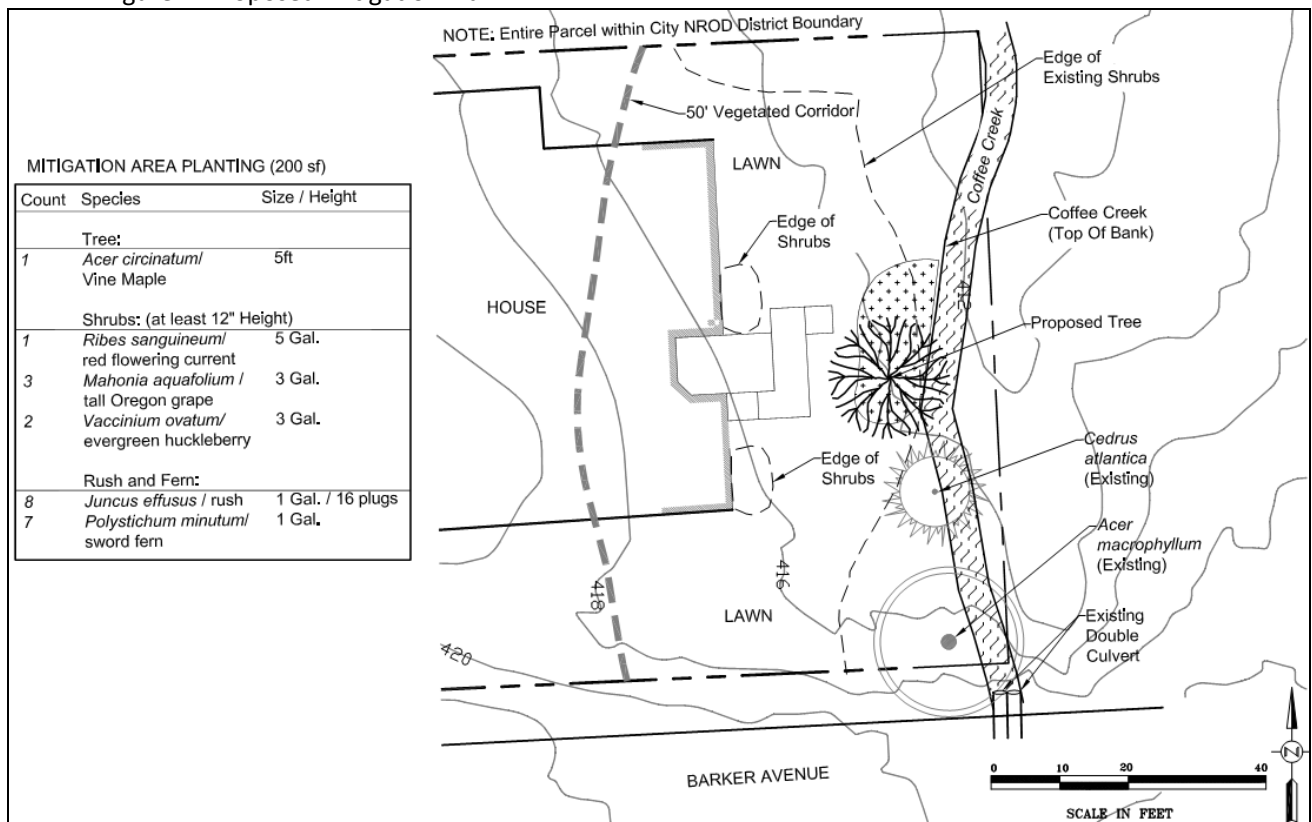 NOTE: Entire Parcel within City NROD District Boundary
Edge of
Existing Shrubs
50' Vegetated Corridor
Coffee Creek
LAWN
MITIGATION AREA PLANTING (200 sf)
Count Species Size / Height
Tree:
1 Acer circinatum/ 5ft
Vine Maple
Shrubs: (at least 12" Height)
1 Ribes sanguineum/ 5 Gal.
red flowering current
3 Mahonia aquafolium / 3 Gal.
tall Oregon grape
2 Vaccinium ovatum/ 3 Gal.
evergreen huckleberry
Rush and Fern:
8 Juncus effusus / rush 1 Gal. / 16 plugs
7 Polystichum minutum/ 1 Gal.
sword fern
Edge of
Shrubs
Coffee Creek
(Top Of Bank)
HOUSE
412
Proposed Tree
Edge of
Shrubs
Cedrus
atlantica
(Existing)
Acer
macrophyllum
(Existing)
416
418
LAWN
Existing
Double
Culvert
420
BARKER AVENUE
N
0 10 20 40
SCALE IN FEET